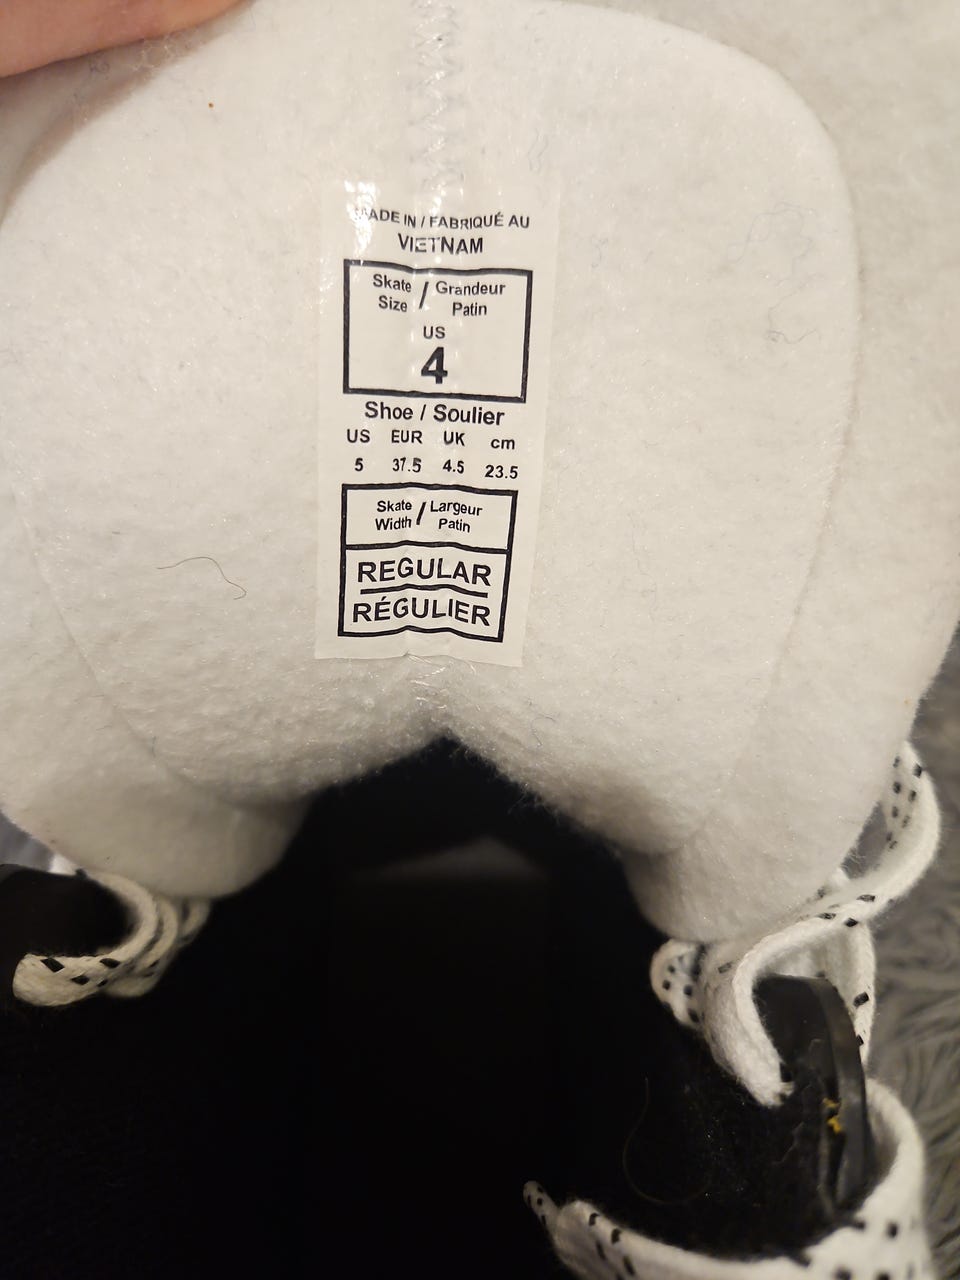 MADE IN / FABRIQUÉ AU
VIETNAM
Skate Size / Grandeur Patin
US
4
Shoe / Soulier
US EUR UK cm
5 37.5 4.5 23.5
Skate Width / Largeur Patin
REGULAR
RÉGULIER